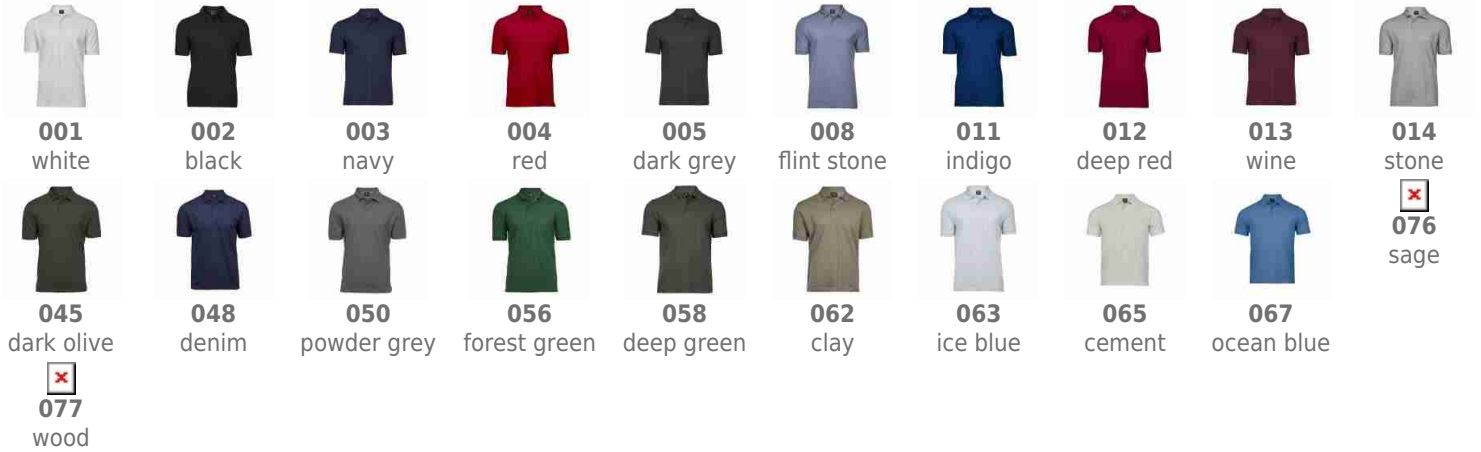 001
white
002
black
003
navy
004
red
005
dark grey
008
flint stone
011
indigo
012
deep red
013
wine
014
stone
045
dark olive
048
denim
050
powder grey
056
forest green
058
deep green
062
clay
063
ice blue
065
cement
067
ocean blue
076
sage
077
wood